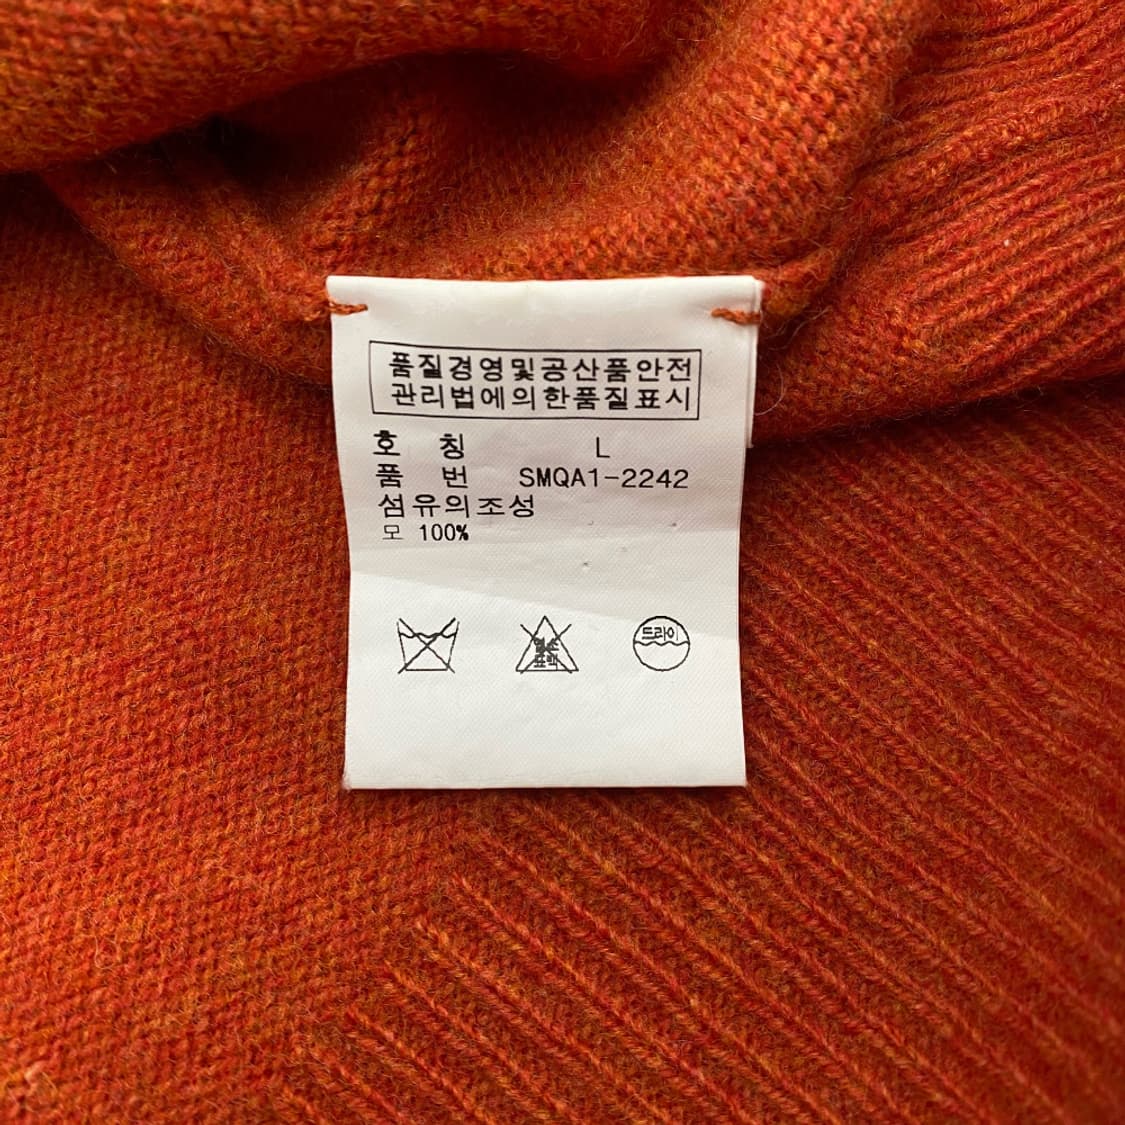 품질경영및공산품안전
관리법에의한품질표시
호 칭 L
품 번 SMQA1-2242
섬유의조성
모 100%
드라이
표백